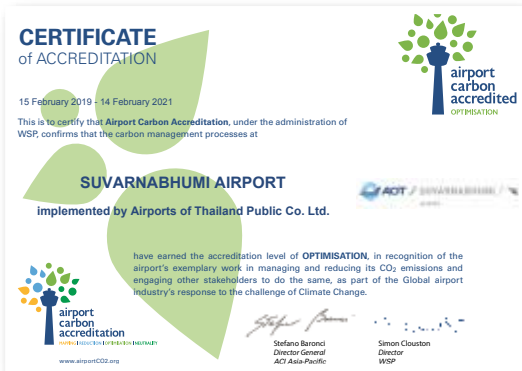 CERTIFICATE
of ACCREDITATION
airport
carbon
accredited
OPTIMISATION
15 February 2019 - 14 February 2021
This is to certify that Airport Carbon Accreditation, under the administration of
WSP, confirms that the carbon management processes at
SUVARNABHUMI AIRPORT
AOT
implemented by Airports of Thailand Public Co. Ltd.
have earned the accreditation level of OPTIMISATION, in recognition of the
airport's exemplary work in managing and reducing its CO₂ emissions and
engaging other stakeholders to do the same, as part of the Global airport
industry's response to the challenge of Climate Change.
airport
carbon
accreditation
MAPPING | REDUCTION | OPTIMISATION | NEUTRALITY
www.airportCO2.org
Stefano Baronci
Director General
ACI Asia-Pacific
Simon Clouston
Director
WSP